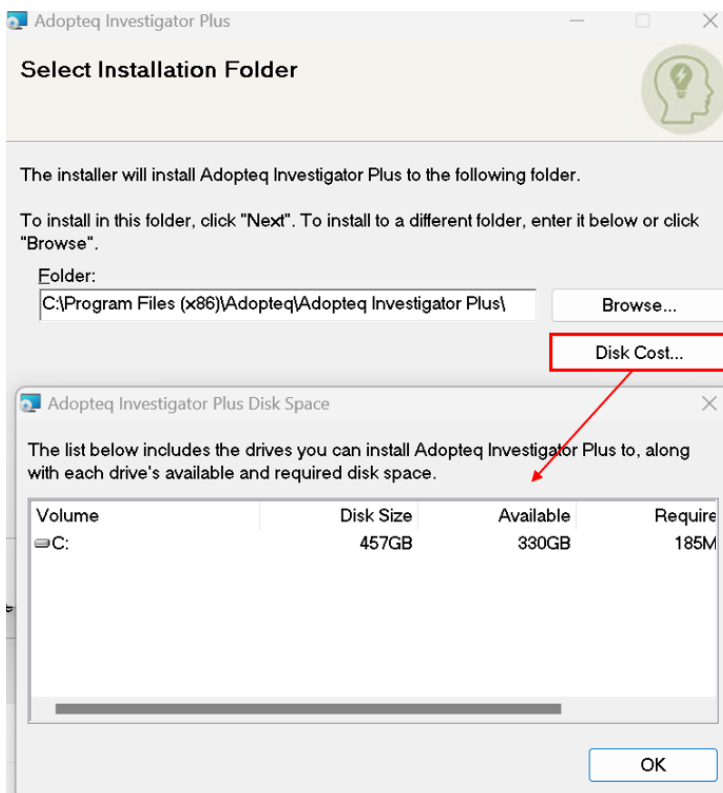 Adopteq Investigator Plus
Select Installation Folder
The installer will install Adopteq Investigator Plus to the following folder.
To install in this folder, click "Next". To install to a different folder, enter it below or click
"Browse".
Folder:
C:\Program Files (x86)\Adopteq\Adopteq Investigator Plus\ Browse...
Disk Cost...
Adopteq Investigator Plus Disk Space
The list below includes the drives you can install Adopteq Investigator Plus to, along
with each drive's available and required disk space.
Volume Disk Size Available Require
C: 457GB 330GB 185M
OK